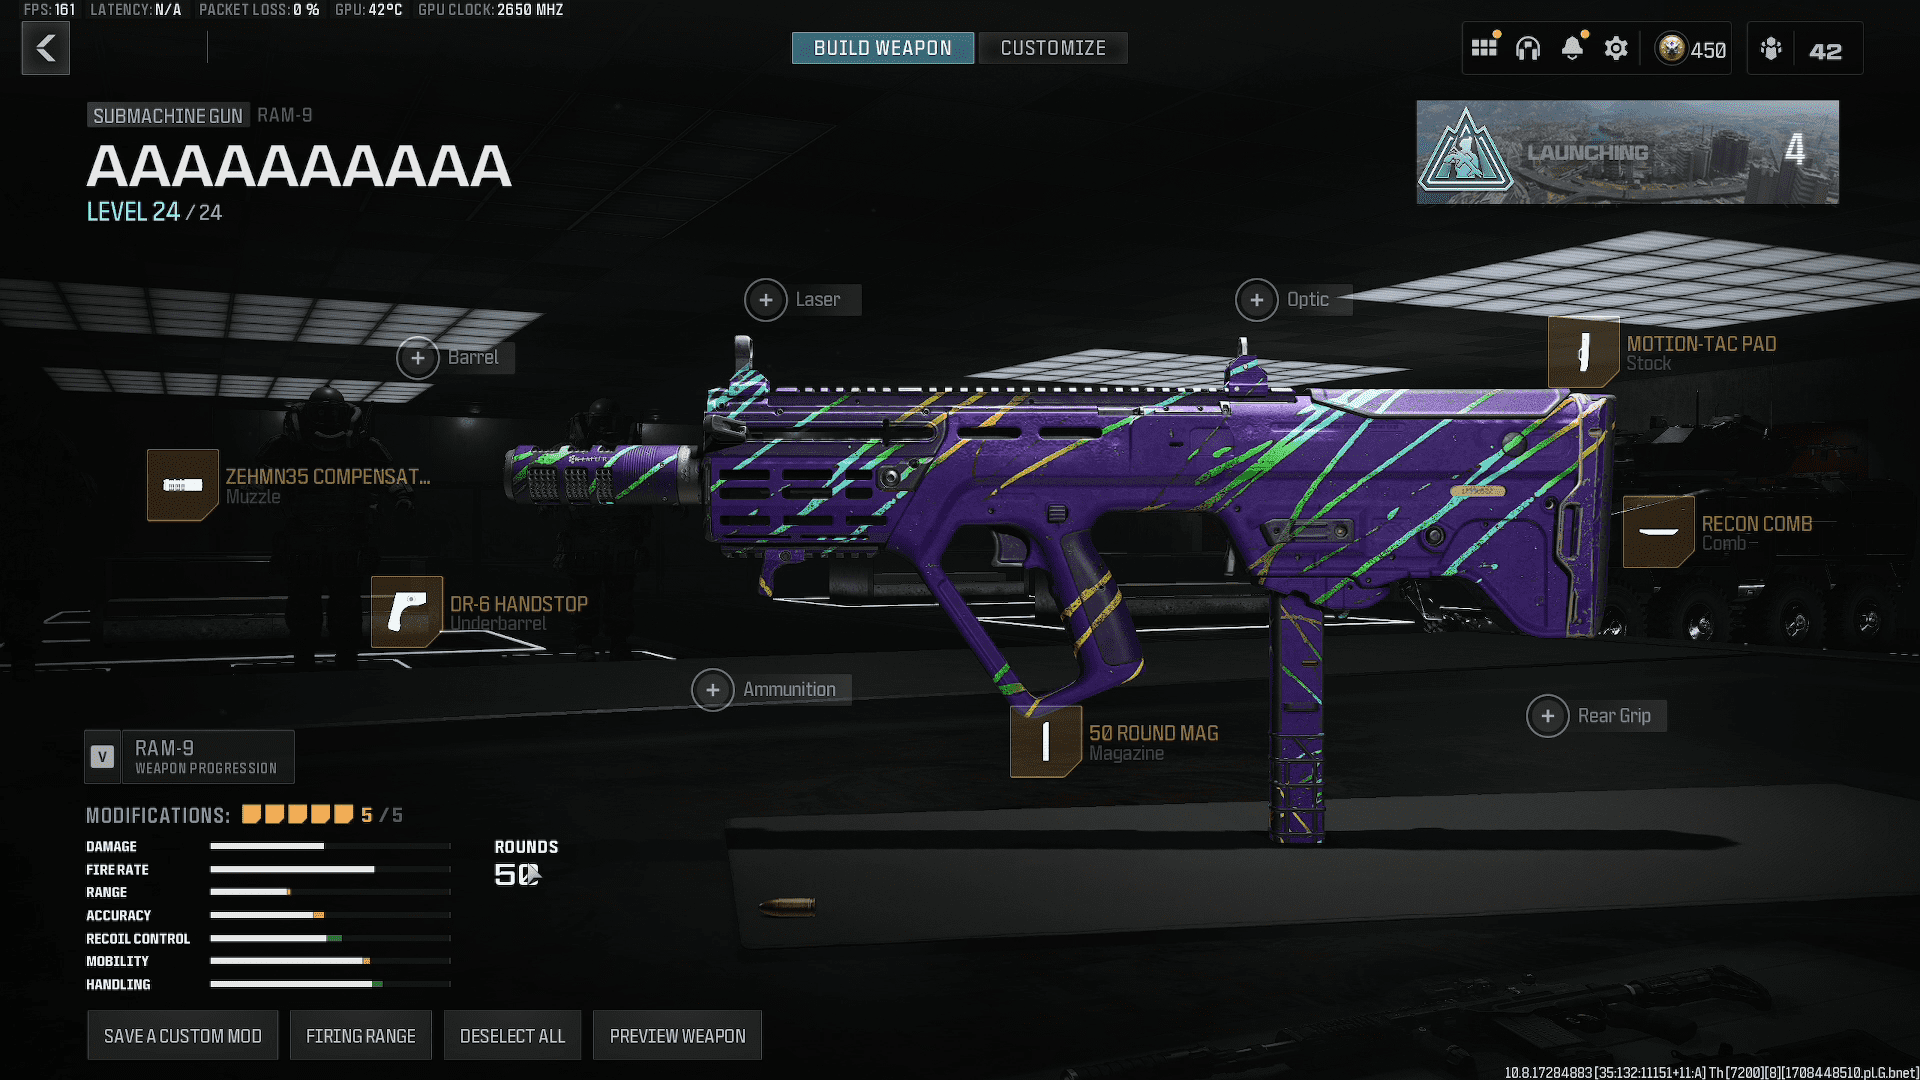 FPS: 161 LATENCY: N/A PACKET LOSS: 0 % GPU: 42°C GPU CLOCK: 2650 MHZ
BUILD WEAPON CUSTOMIZE
450 42
SUBMACHINE GUN RAM-9
AAAAAAAAAA
LEVEL 24 / 24
LAUNCHING 4
Laser
Optic
Barrel
MOTION-TAC PAD
Stock
ZEHMN35 COMPENSAT...
Muzzle
RECON COMB
Comb
DR-6 HANDSTOP
Underbarrel
Ammunition
Rear Grip
50 ROUND MAG
Magazine
V RAM-9
WEAPON PROGRESSION
MODIFICATIONS: 5 / 5
DAMAGE
FIRE RATE
RANGE
ACCURACY
RECOIL CONTROL
MOBILITY
HANDLING
ROUNDS
50
SAVE A CUSTOM MOD FIRING RANGE DESELECT ALL PREVIEW WEAPON
10.8.17284883 [35:132:11151+11:A] Th [7200][8][1708448510.pl.G.bnet]